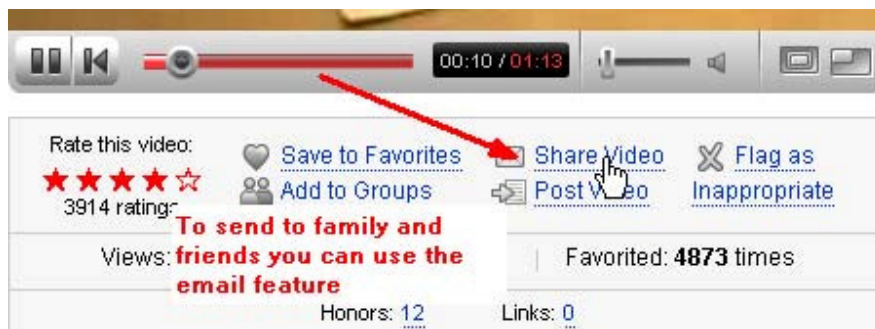 00:10 / 01:13
Rate this video:
3914 ratings
Save to Favorites
Share Video
Flag as
Inappropriate
Add to Groups
Post Video
To send to family and
friends you can use the
email feature
Views:
Favorited: 4873 times
Honors: 12
Links: 0